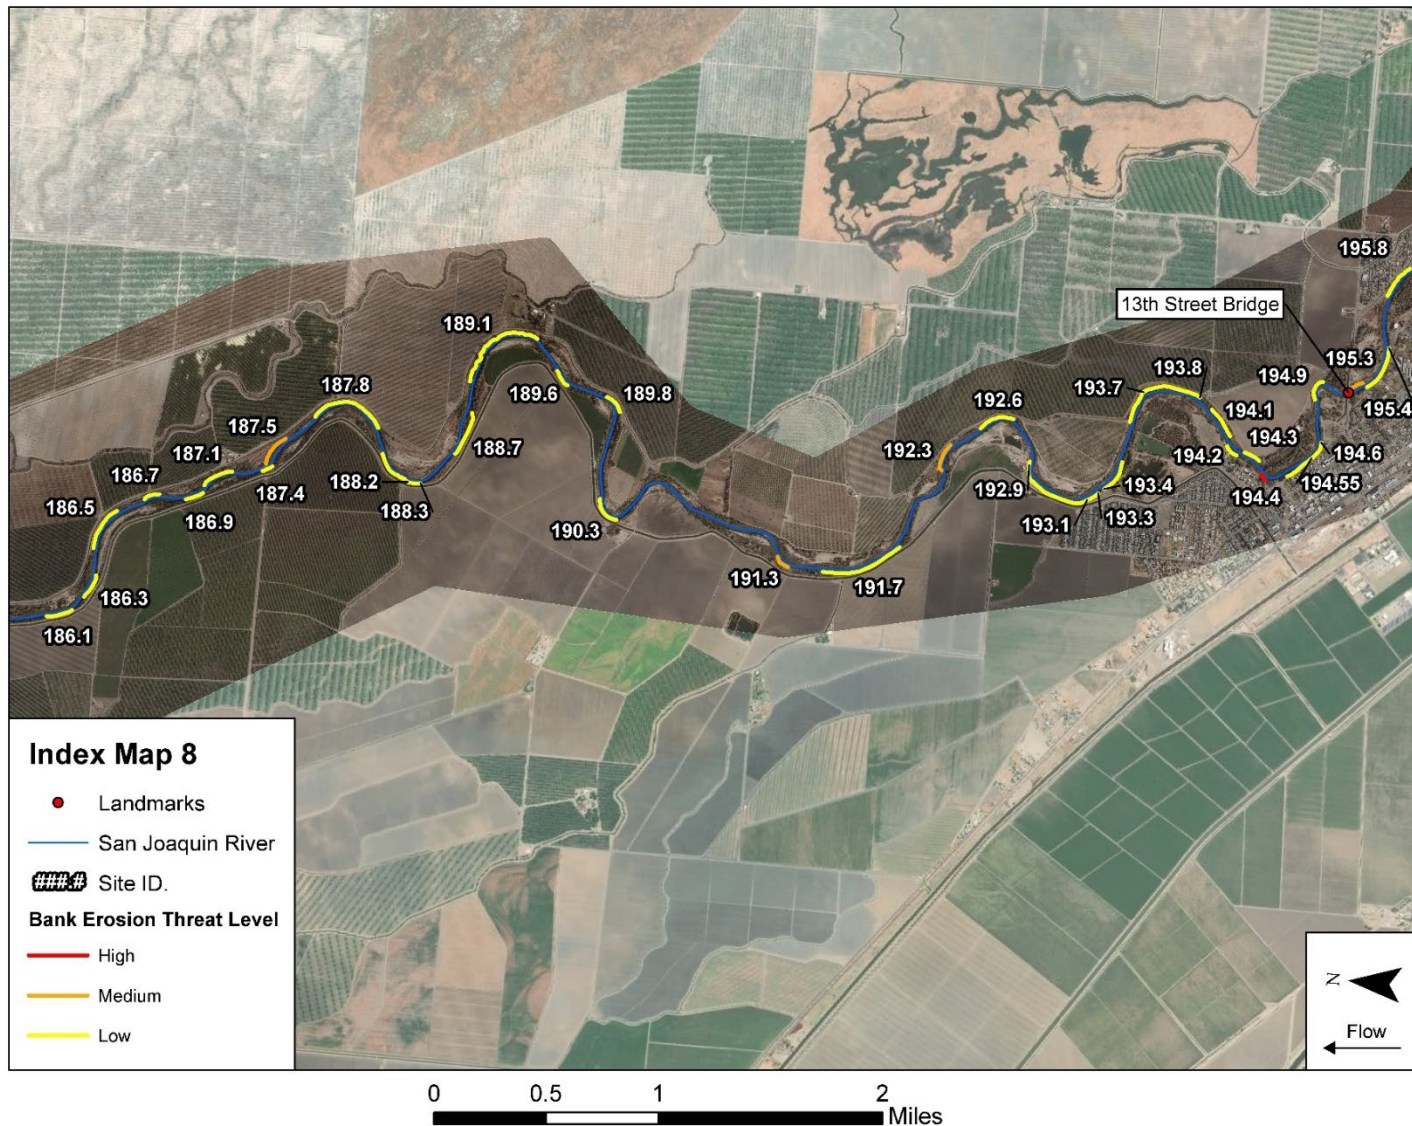 195.8
13th Street Bridge
189.1
195.3
193.8
187.8
193.7
194.9
189.6
189.8
192.6
195.4
187.5
194.1
187.1
192.3
194.3
186.7
188.7
194.2
194.6
186.5
187.4
188.2
193.4
194.55
188.3
192.9
194.4
186.9
193.1
193.3
190.3
191.3
191.7
186.3
186.1
Index Map 8
Landmarks
San Joaquin River
###.# Site ID.
Bank Erosion Threat Level
High
Medium
Low
N
Flow
0 0.5 1 2
Miles